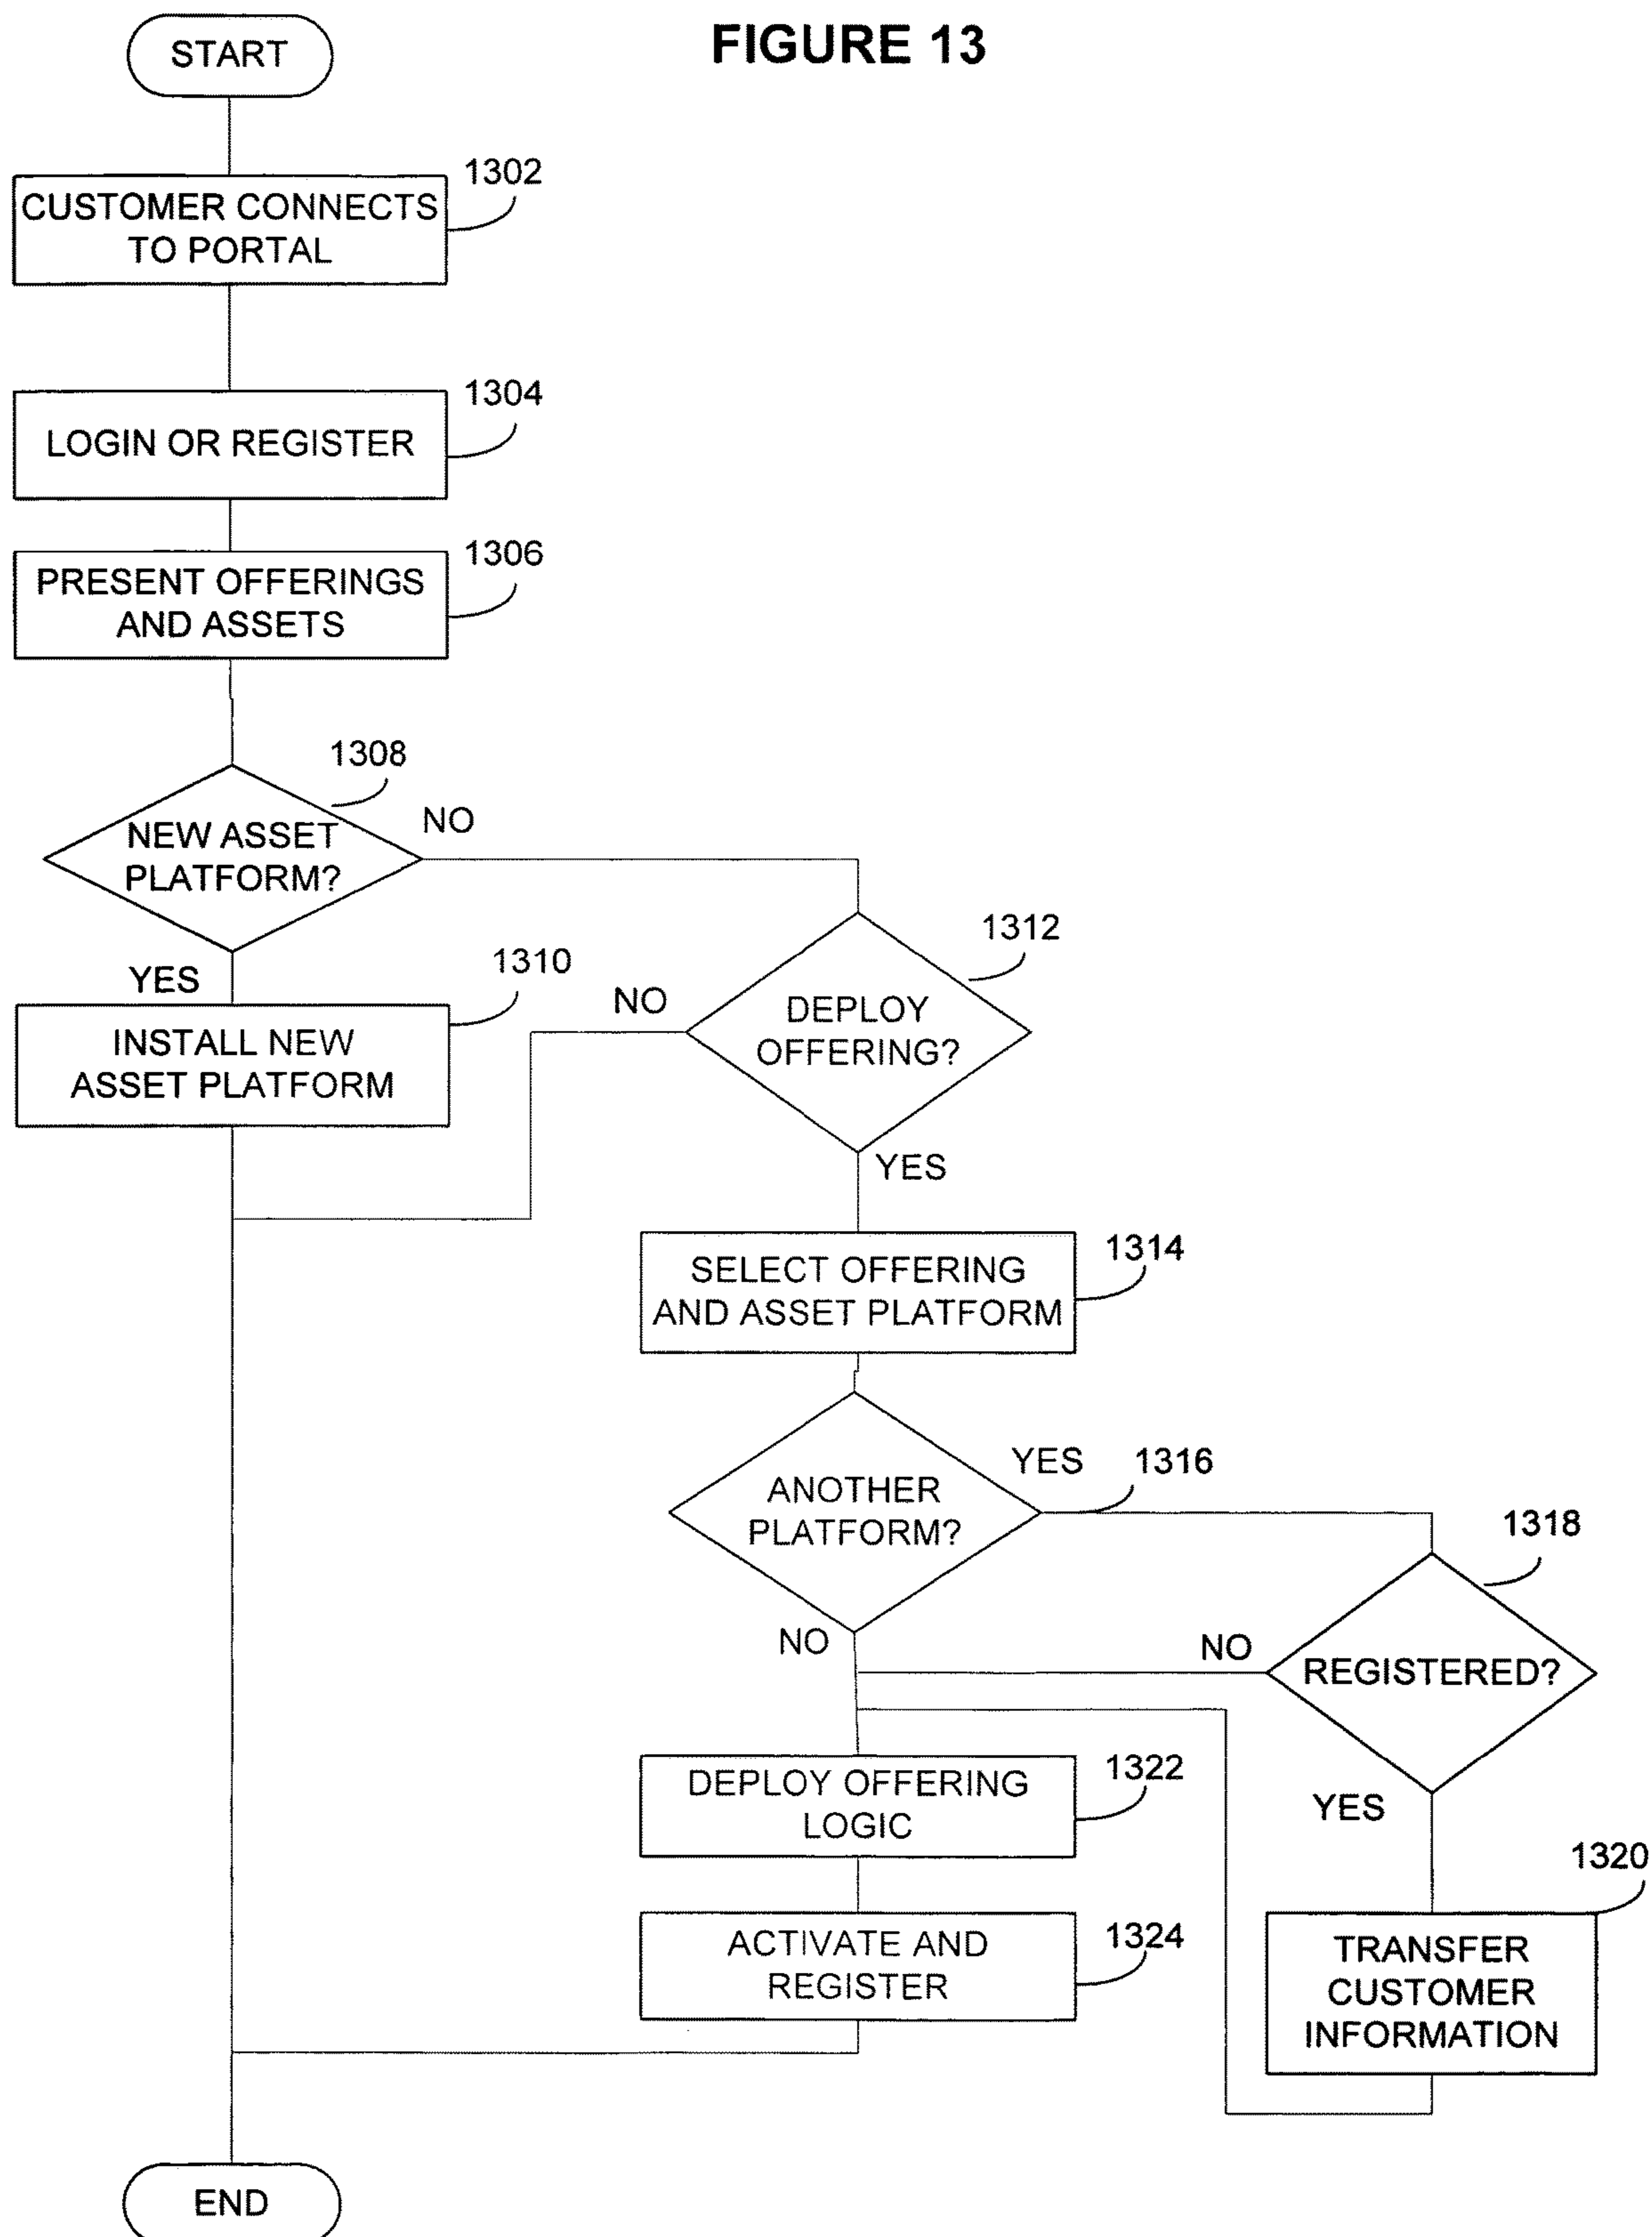 FIGURE 13
START
1302
CUSTOMER CONNECTS
TO PORTAL
1304
LOGIN OR REGISTER
1306
PRESENT OFFERINGS
AND ASSETS
1308
NEW ASSET
PLATFORM?
NO
YES
1310
INSTALL NEW
ASSET PLATFORM
1312
DEPLOY
OFFERING?
NO
YES
1314
SELECT OFFERING
AND ASSET PLATFORM
ANOTHER
PLATFORM?
YES
1316
NO
1318
REGISTERED?
NO
YES
1320
TRANSFER
CUSTOMER
INFORMATION
1322
DEPLOY OFFERING
LOGIC
1324
ACTIVATE AND
REGISTER
END